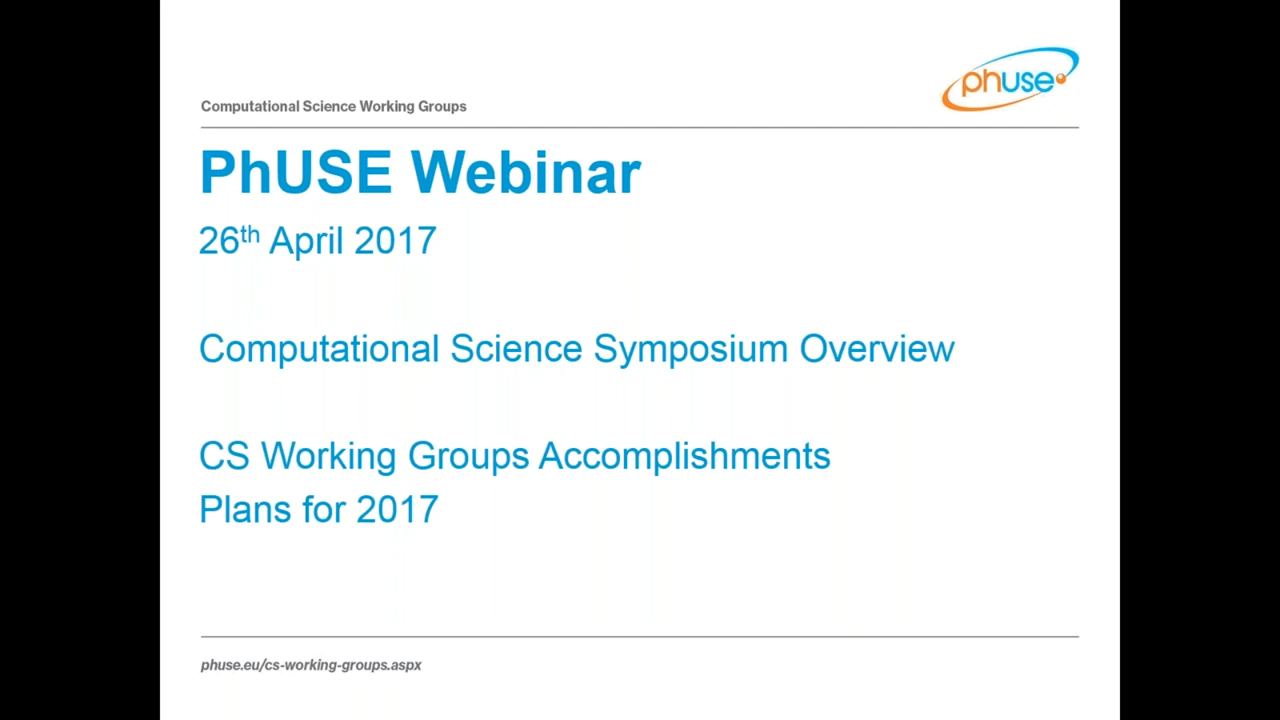 phuse
Computational Science Working Groups
PhUSE Webinar
26th April 2017
Computational Science Symposium Overview
CS Working Groups Accomplishments
Plans for 2017
phuse.eu/cs-working-groups.aspx